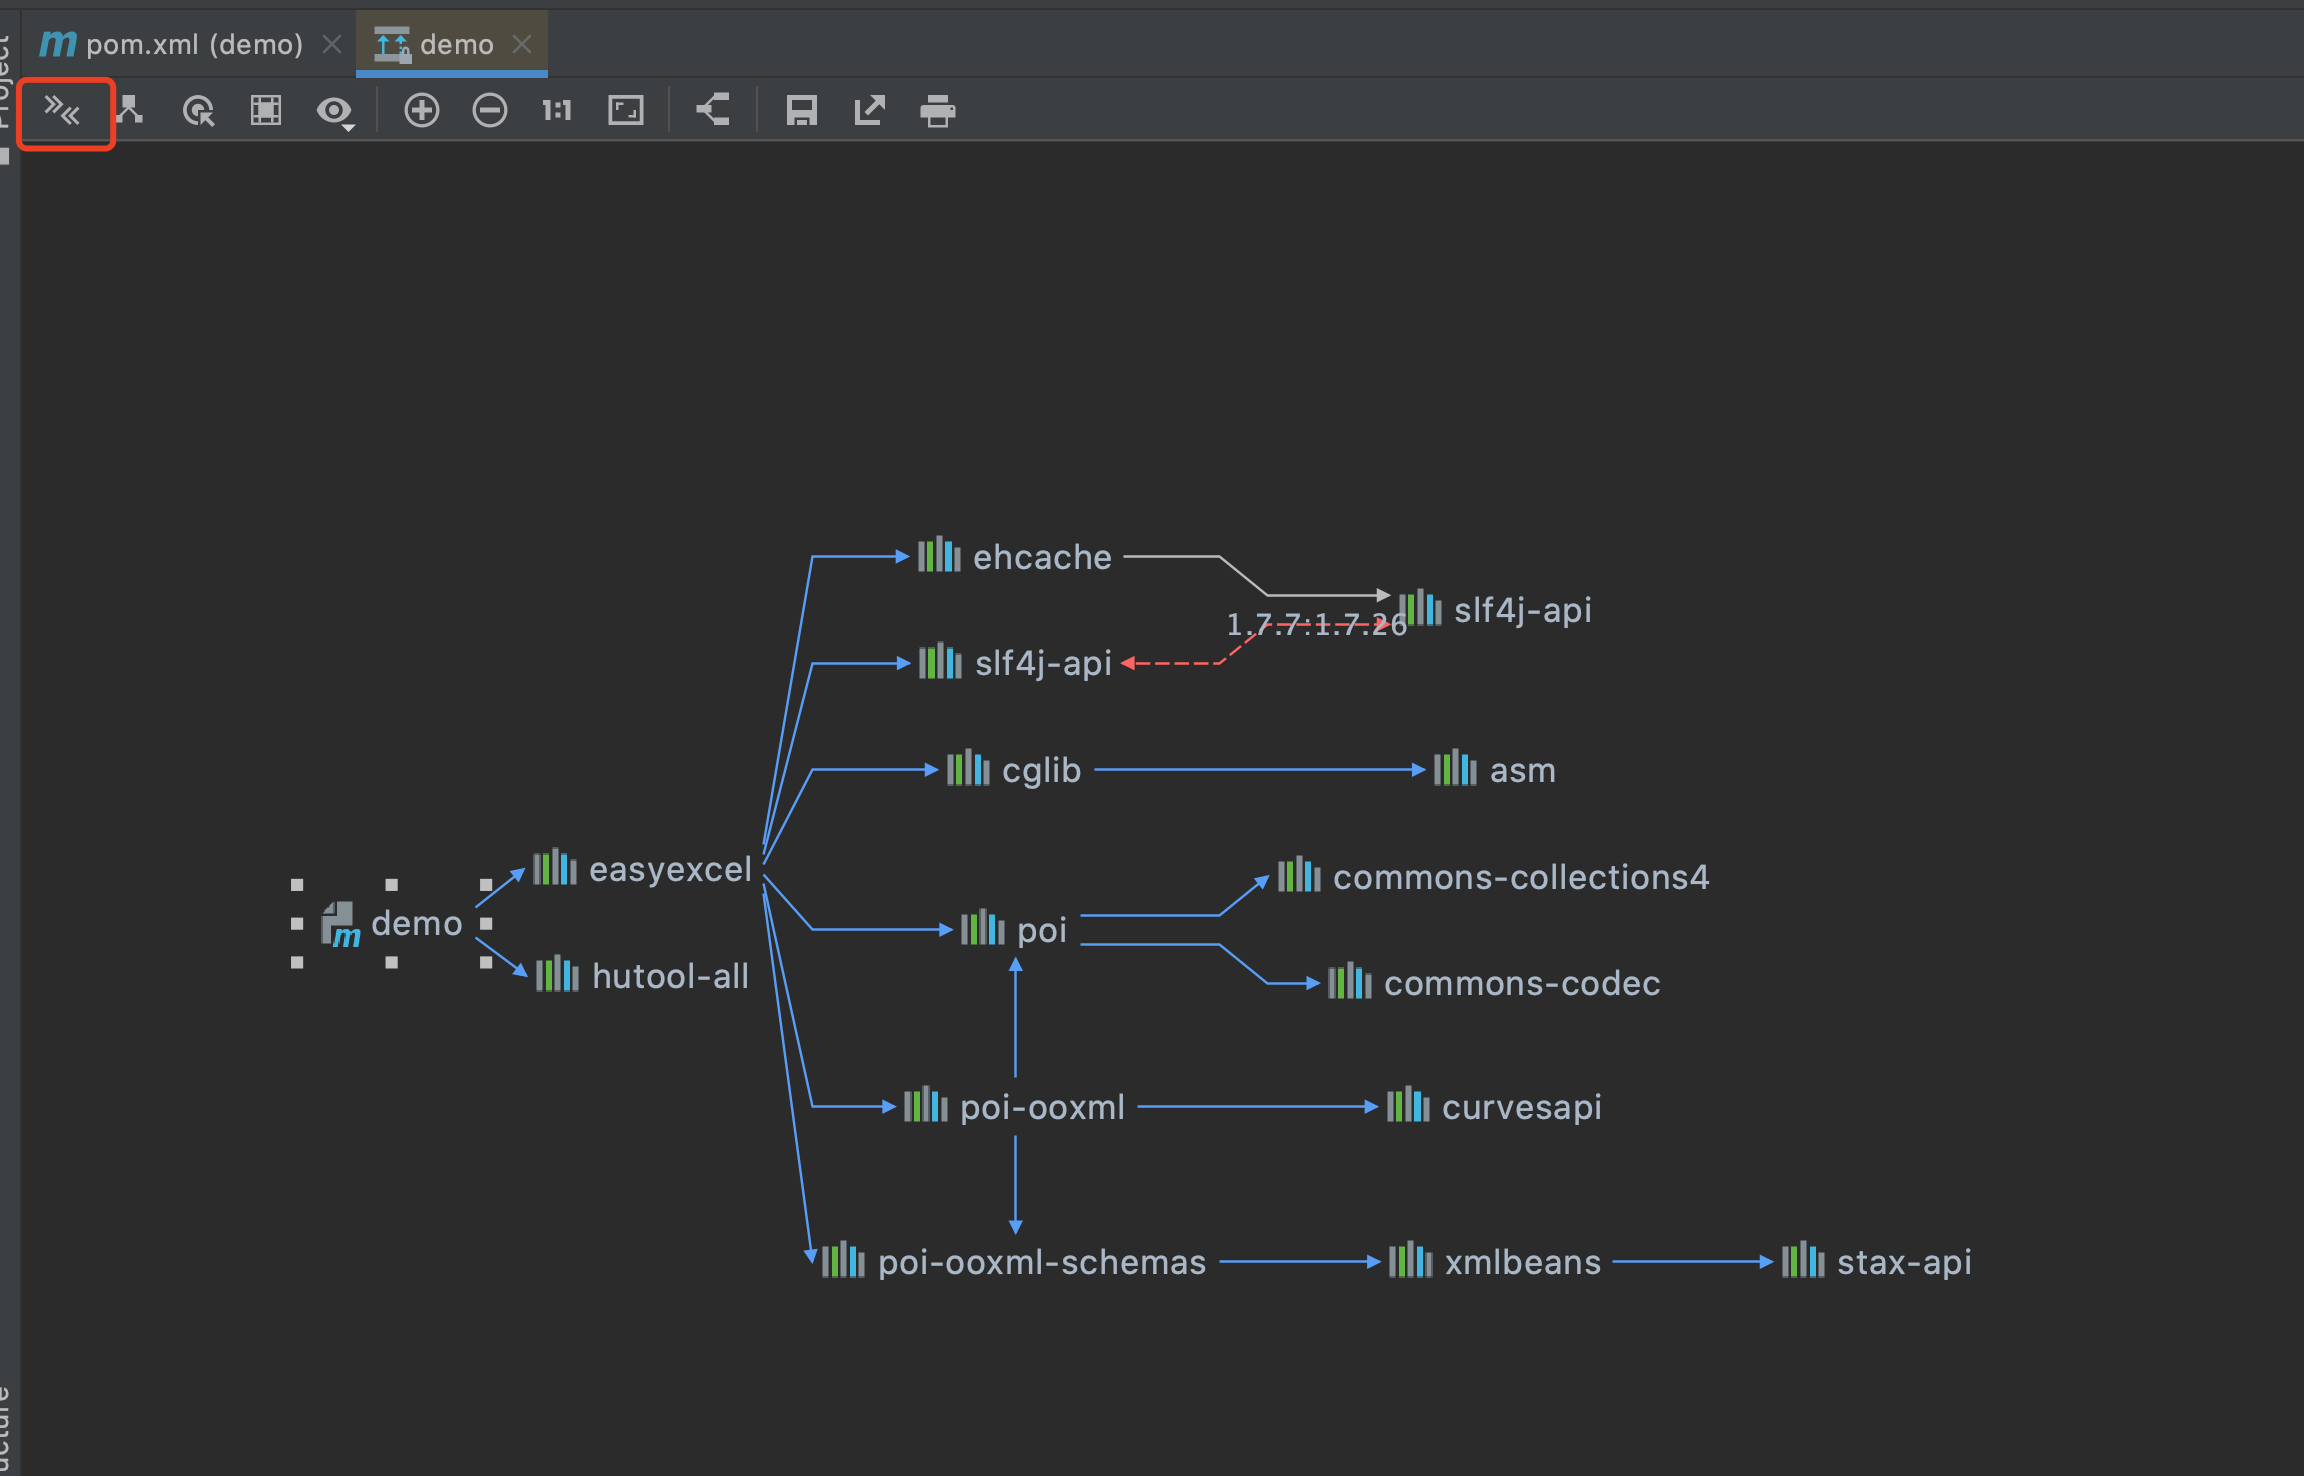 Project
m pom.xml (demo)
demo
1:1
ehcache
slf4j-api
1.7.7:1.7.26
slf4j-api
cglib
asm
easyexcel
commons-collections4
m demo
poi
hutool-all
commons-codec
poi-ooxml
curvesapi
poi-ooxml-schemas
xmlbeans
stax-api
ucture